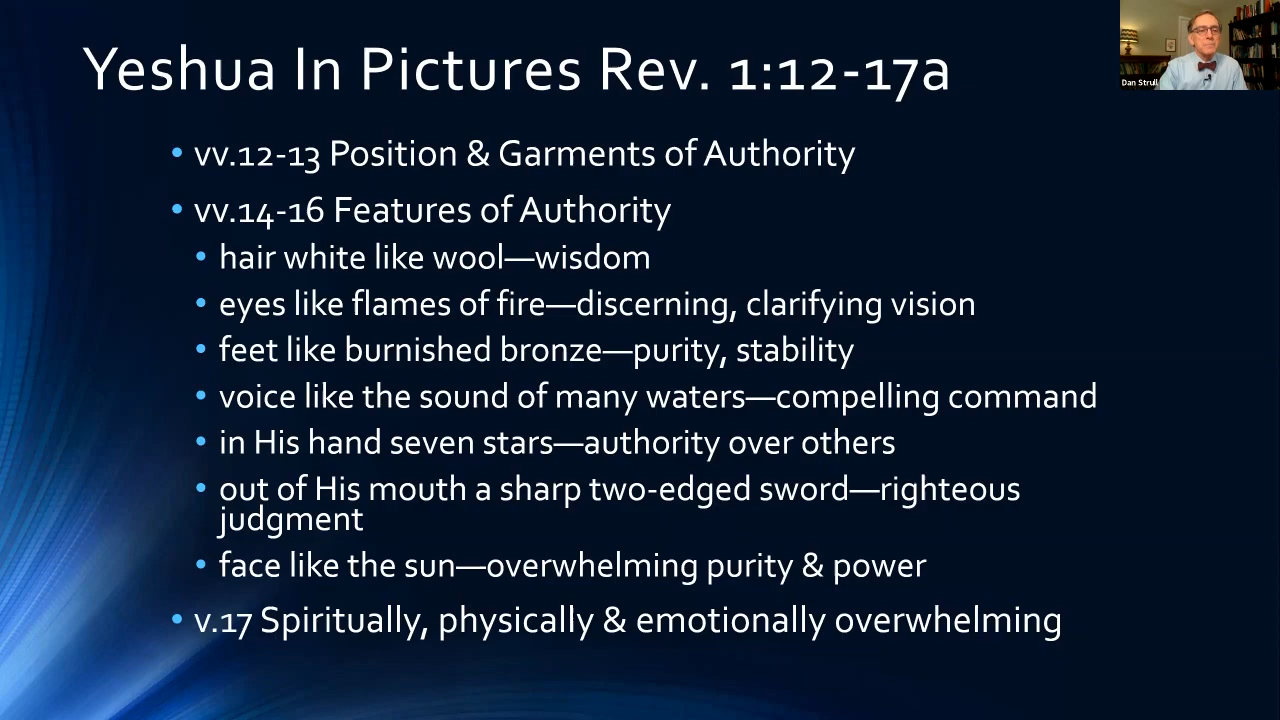 Yeshua In Pictures Rev. 1:12-17a
Dan Strull
• vv.12-13 Position & Garments of Authority
• vv.14-16 Features of Authority
• hair white like wool—wisdom
• eyes like flames of fire—discerning, clarifying vision
• feet like burnished bronze—purity, stability
• voice like the sound of many waters—compelling command
• in His hand seven stars—authority over others
• out of His mouth a sharp two-edged sword—righteous
judgment
• face like the sun—overwhelming purity & power
• v.17 Spiritually, physically & emotionally overwhelming